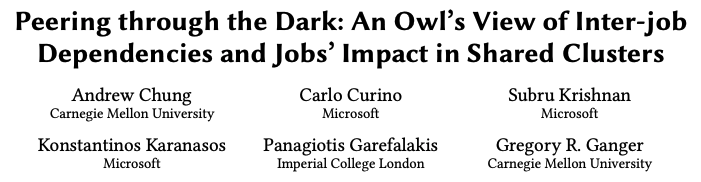 Peering through the Dark: An Owl's View of Inter-job
Dependencies and Jobs' Impact in Shared Clusters
Andrew Chung Carlo Curino Subru Krishnan
Carnegie Mellon University Microsoft Microsoft
Konstantinos Karanasos Panagiotis Garefalakis Gregory R. Ganger
Microsoft Imperial College London Carnegie Mellon University